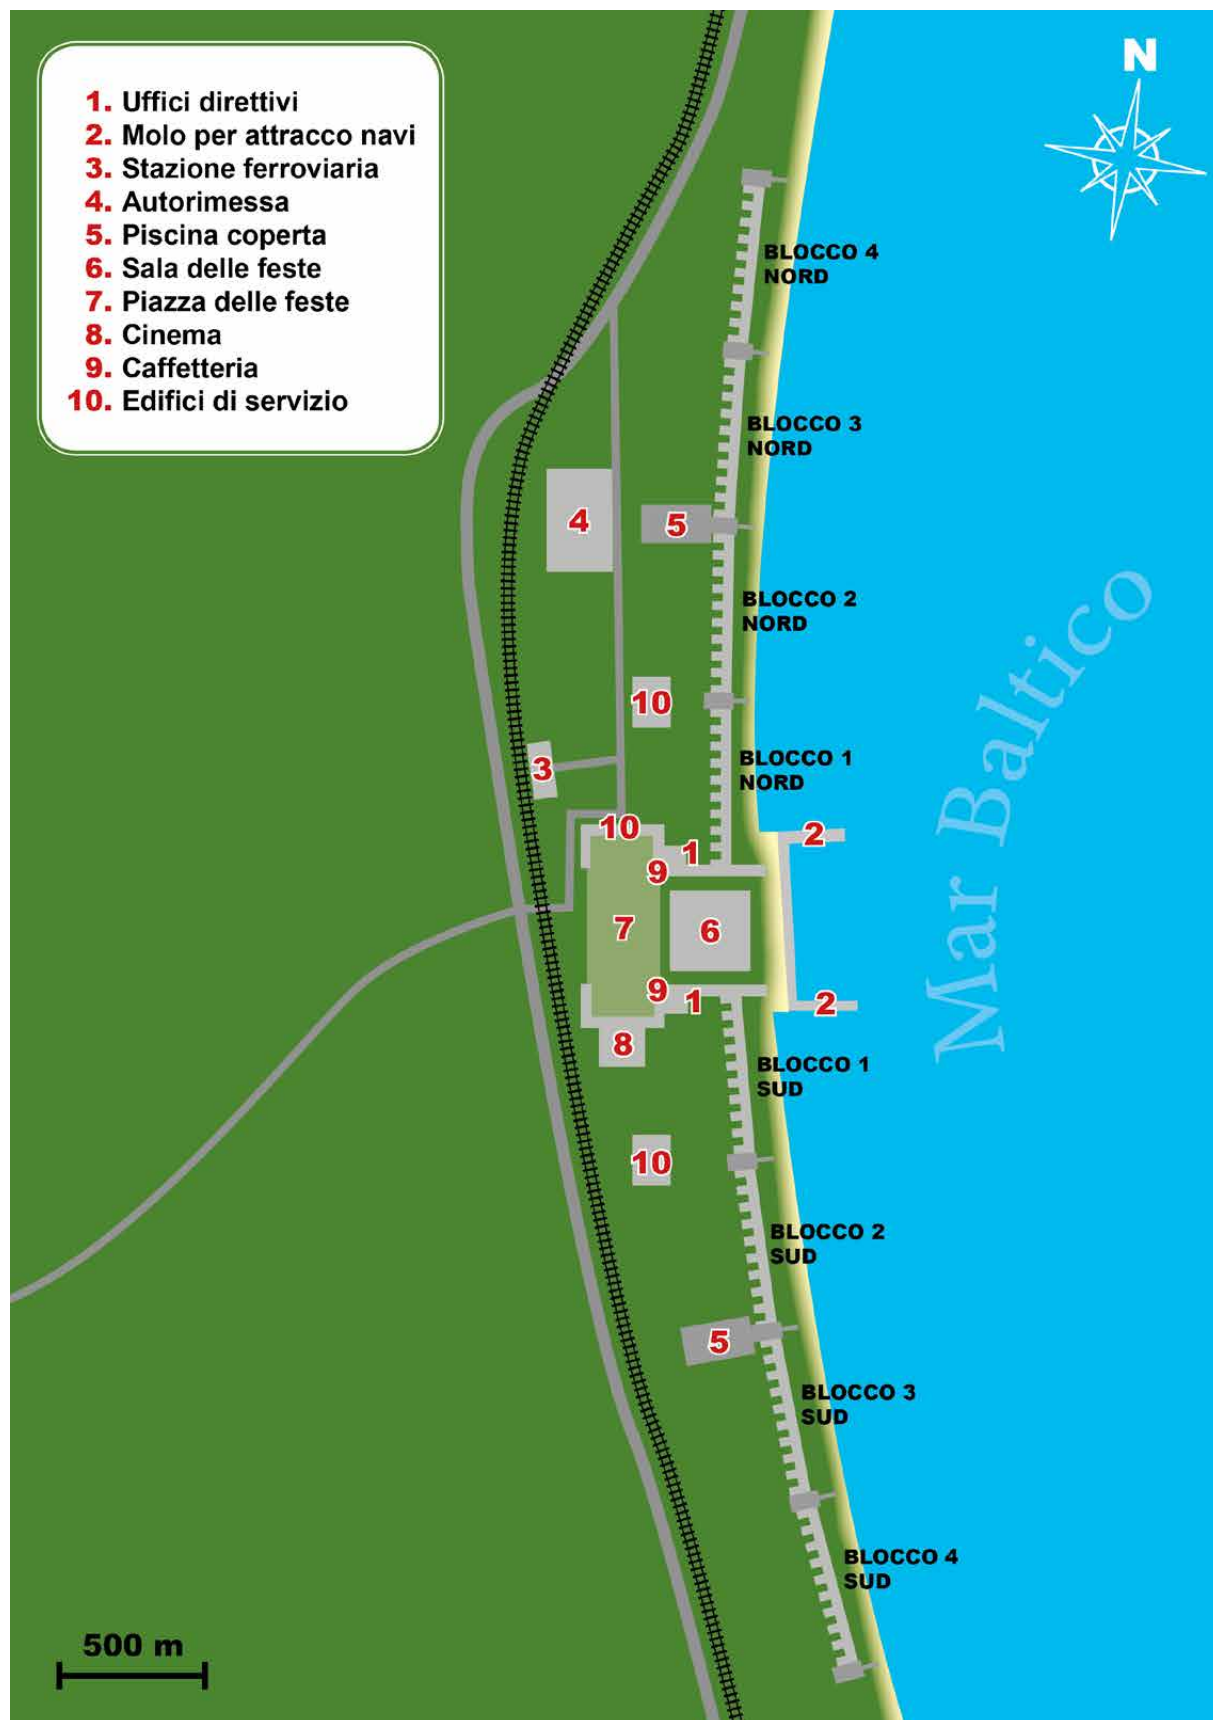 N
1. Uffici direttivi
2. Molo per attracco navi
3. Stazione ferroviaria
4. Autorimessa
5. Piscina coperta
6. Sala delle feste
7. Piazza delle feste
8. Cinema
9. Caffetteria
10. Edifici di servizio
BLOCCO 4
NORD
BLOCCO 3
NORD
4
5
BLOCCO 2
NORD
Mar Baltico
10
BLOCCO 1
NORD
3
10
2
1
9
7
6
9
1
2
8
BLOCCO 1
SUD
10
BLOCCO 2
SUD
5
BLOCCO 3
SUD
BLOCCO 4
SUD
500 m